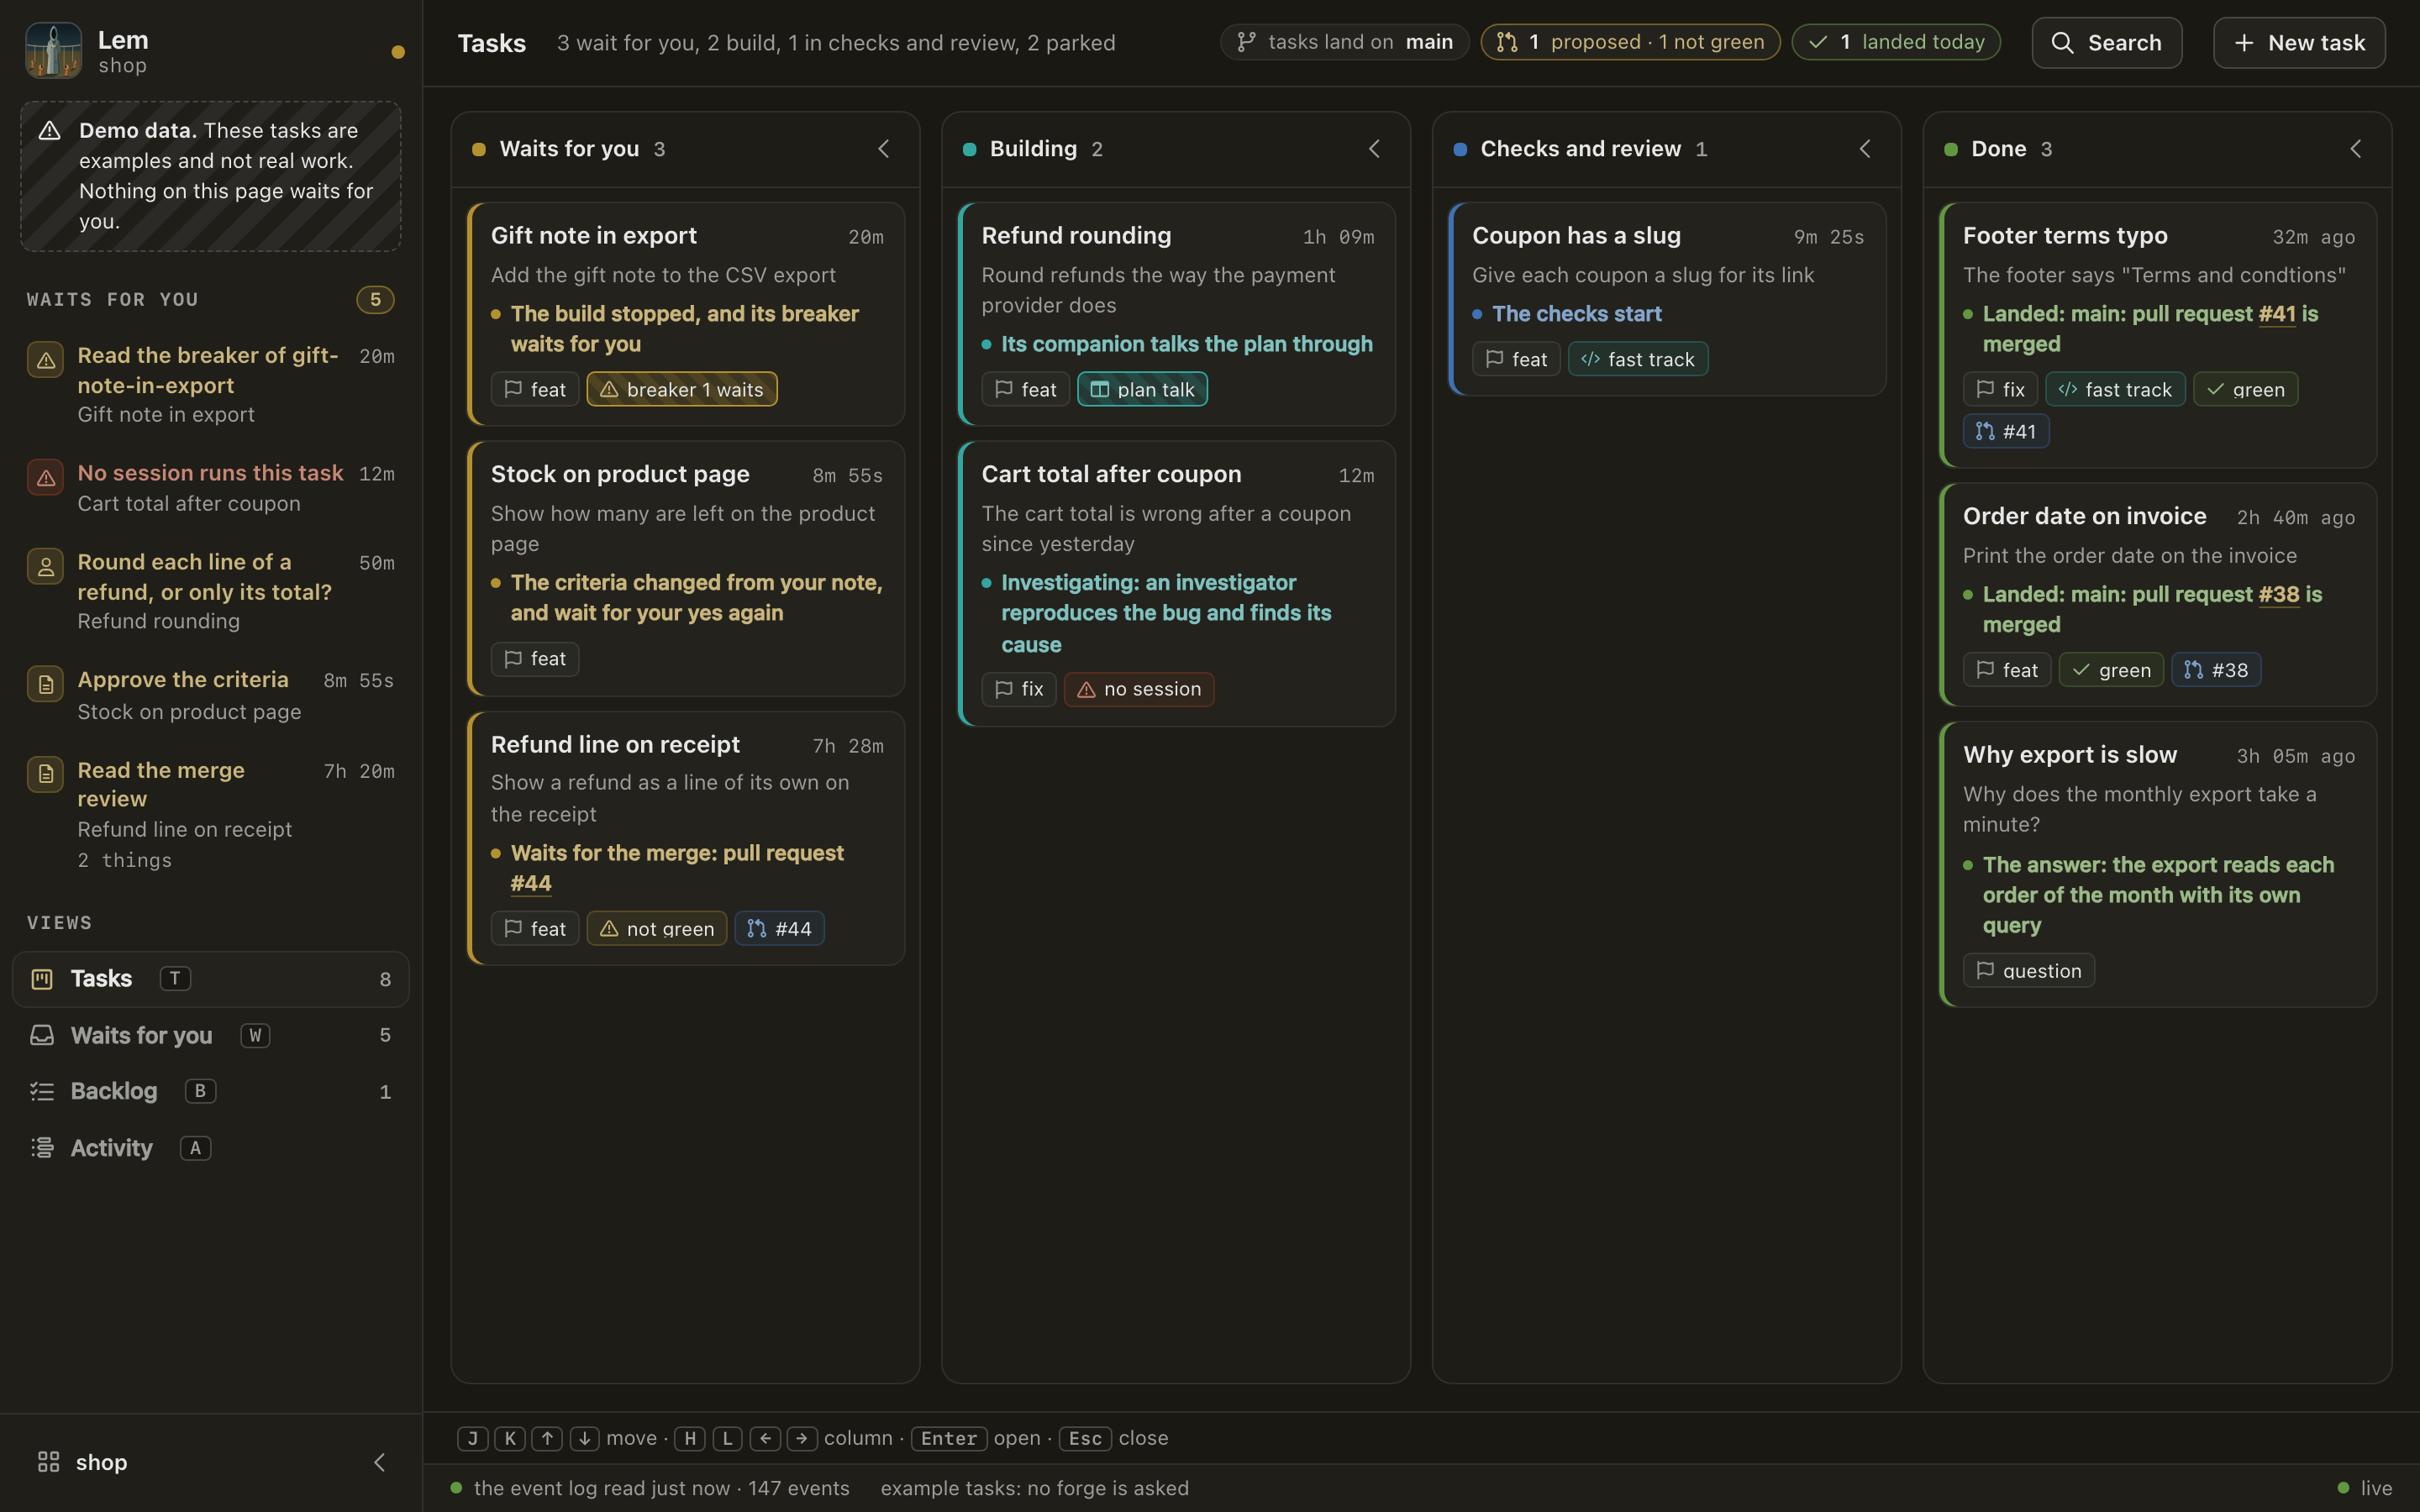 Lem
shop
Demo data. These tasks are
examples and not real work.
Nothing on this page waits for
you.
WAITS FOR YOU 5
Read the breaker of gift- 20m
note-in-export
Gift note in export
No session runs this task 12m
Cart total after coupon
Round each line of a 50m
refund, or only its total?
Refund rounding
Approve the criteria 8m 55s
Stock on product page
Read the merge 7h 20m
review
Refund line on receipt
2 things
VIEWS
Tasks T 8
Waits for you W 5
Backlog B 1
Activity A
shop
Tasks 3 wait for you, 2 build, 1 in checks and review, 2 parked
tasks land on main
1 proposed · 1 not green
1 landed today
Search
New task
Waits for you 3
Gift note in export 20m
Add the gift note to the CSV export
The build stopped, and its breaker
waits for you
feat breaker 1 waits
Stock on product page 8m 55s
Show how many are left on the product
page
The criteria changed from your note,
and wait for your yes again
feat
Refund line on receipt 7h 28m
Show a refund as a line of its own on
the receipt
Waits for the merge: pull request
#44
feat not green #44
Building 2
Refund rounding 1h 09m
Round refunds the way the payment
provider does
Its companion talks the plan through
feat plan talk
Cart total after coupon 12m
The cart total is wrong after a coupon
since yesterday
Investigating: an investigator
reproduces the bug and finds its
cause
fix no session
Checks and review 1
Coupon has a slug 9m 25s
Give each coupon a slug for its link
The checks start
feat fast track
Done 3
Footer terms typo 32m ago
The footer says "Terms and condtions"
Landed: main: pull request #41 is
merged
fix fast track green
#41
Order date on invoice 2h 40m ago
Print the order date on the invoice
Landed: main: pull request #38 is
merged
feat green #38
Why export is slow 3h 05m ago
Why does the monthly export take a
minute?
The answer: the export reads each
order of the month with its own
query
question
J K ↑ ↓ move · H L ← → column · Enter open · Esc close
the event log read just now · 147 events example tasks: no forge is asked
live